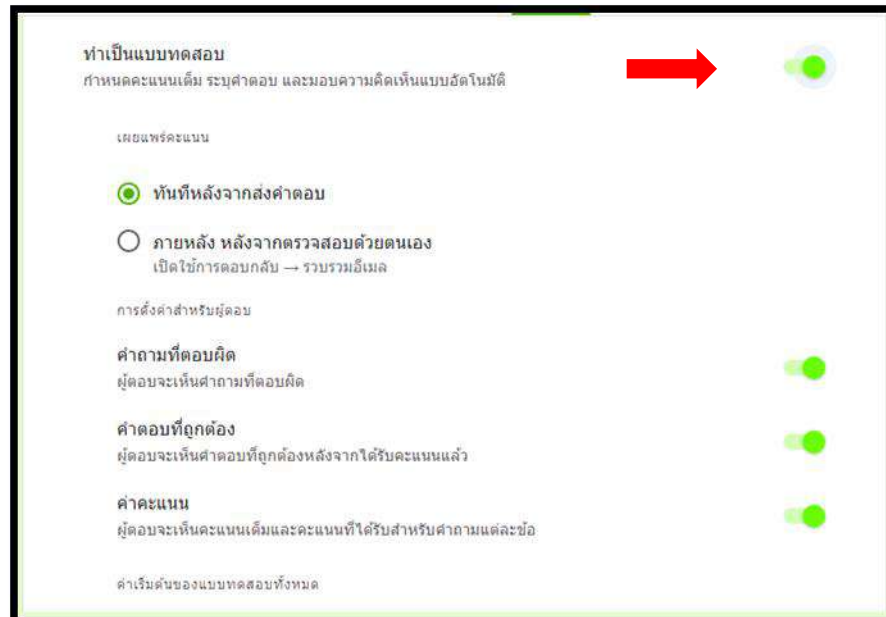 ทำเป็นแบบทดสอบ
กำหนดคะแนนเต็ม ระบุคำตอบ และมอบความคิดเห็นแบบอัตโนมัติ
เผยแพร่คะแนน
ทันทีหลังจากส่งคำตอบ
ภายหลัง หลังจากตรวจสอบด้วยตนเอง
เปิดใช้การตอบกลับ → รวบรวมอีเมล
การตั้งค่าสำหรับผู้ตอบ
คำถามที่ตอบผิด
ผู้ตอบจะเห็นคำถามที่ตอบผิด
คำตอบที่ถูกต้อง
ผู้ตอบจะเห็นคำตอบที่ถูกต้องหลังจากได้รับคะแนนแล้ว
ค่าคะแนน
ผู้ตอบจะเห็นคะแนนเต็มและคะแนนที่ได้รับสำหรับคำถามแต่ละข้อ
ค่าเริ่มต้นของแบบทดสอบทั้งหมด